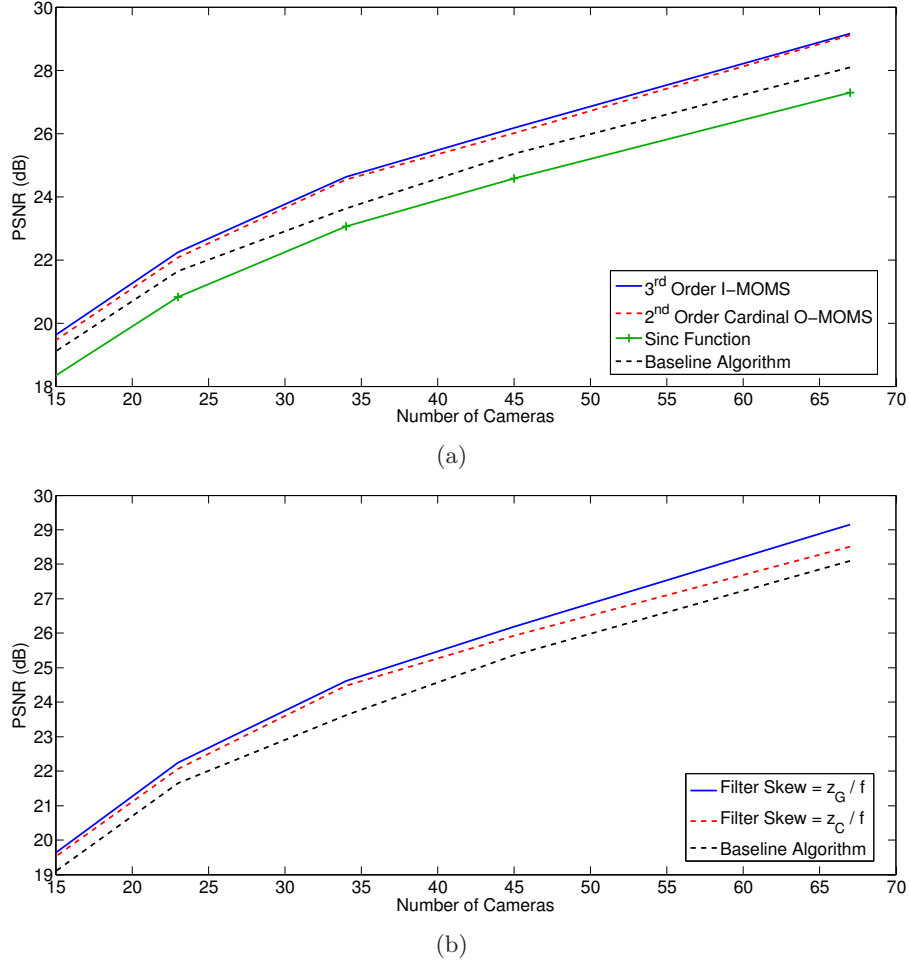 30
28
26
24
22
20
18
PSNR (dB)
15 20 25 30 35 40 45 50 55 60 65 70
Number of Cameras
3rd Order I−MOMS
2nd Order Cardinal O−MOMS
Sinc Function
Baseline Algorithm
(a)
30
29
28
27
26
25
24
23
22
21
20
19
PSNR (dB)
15 20 25 30 35 40 45 50 55 60 65 70
Number of Cameras
Filter Skew = z_G / f
Filter Skew = z_C / f
Baseline Algorithm
(b)